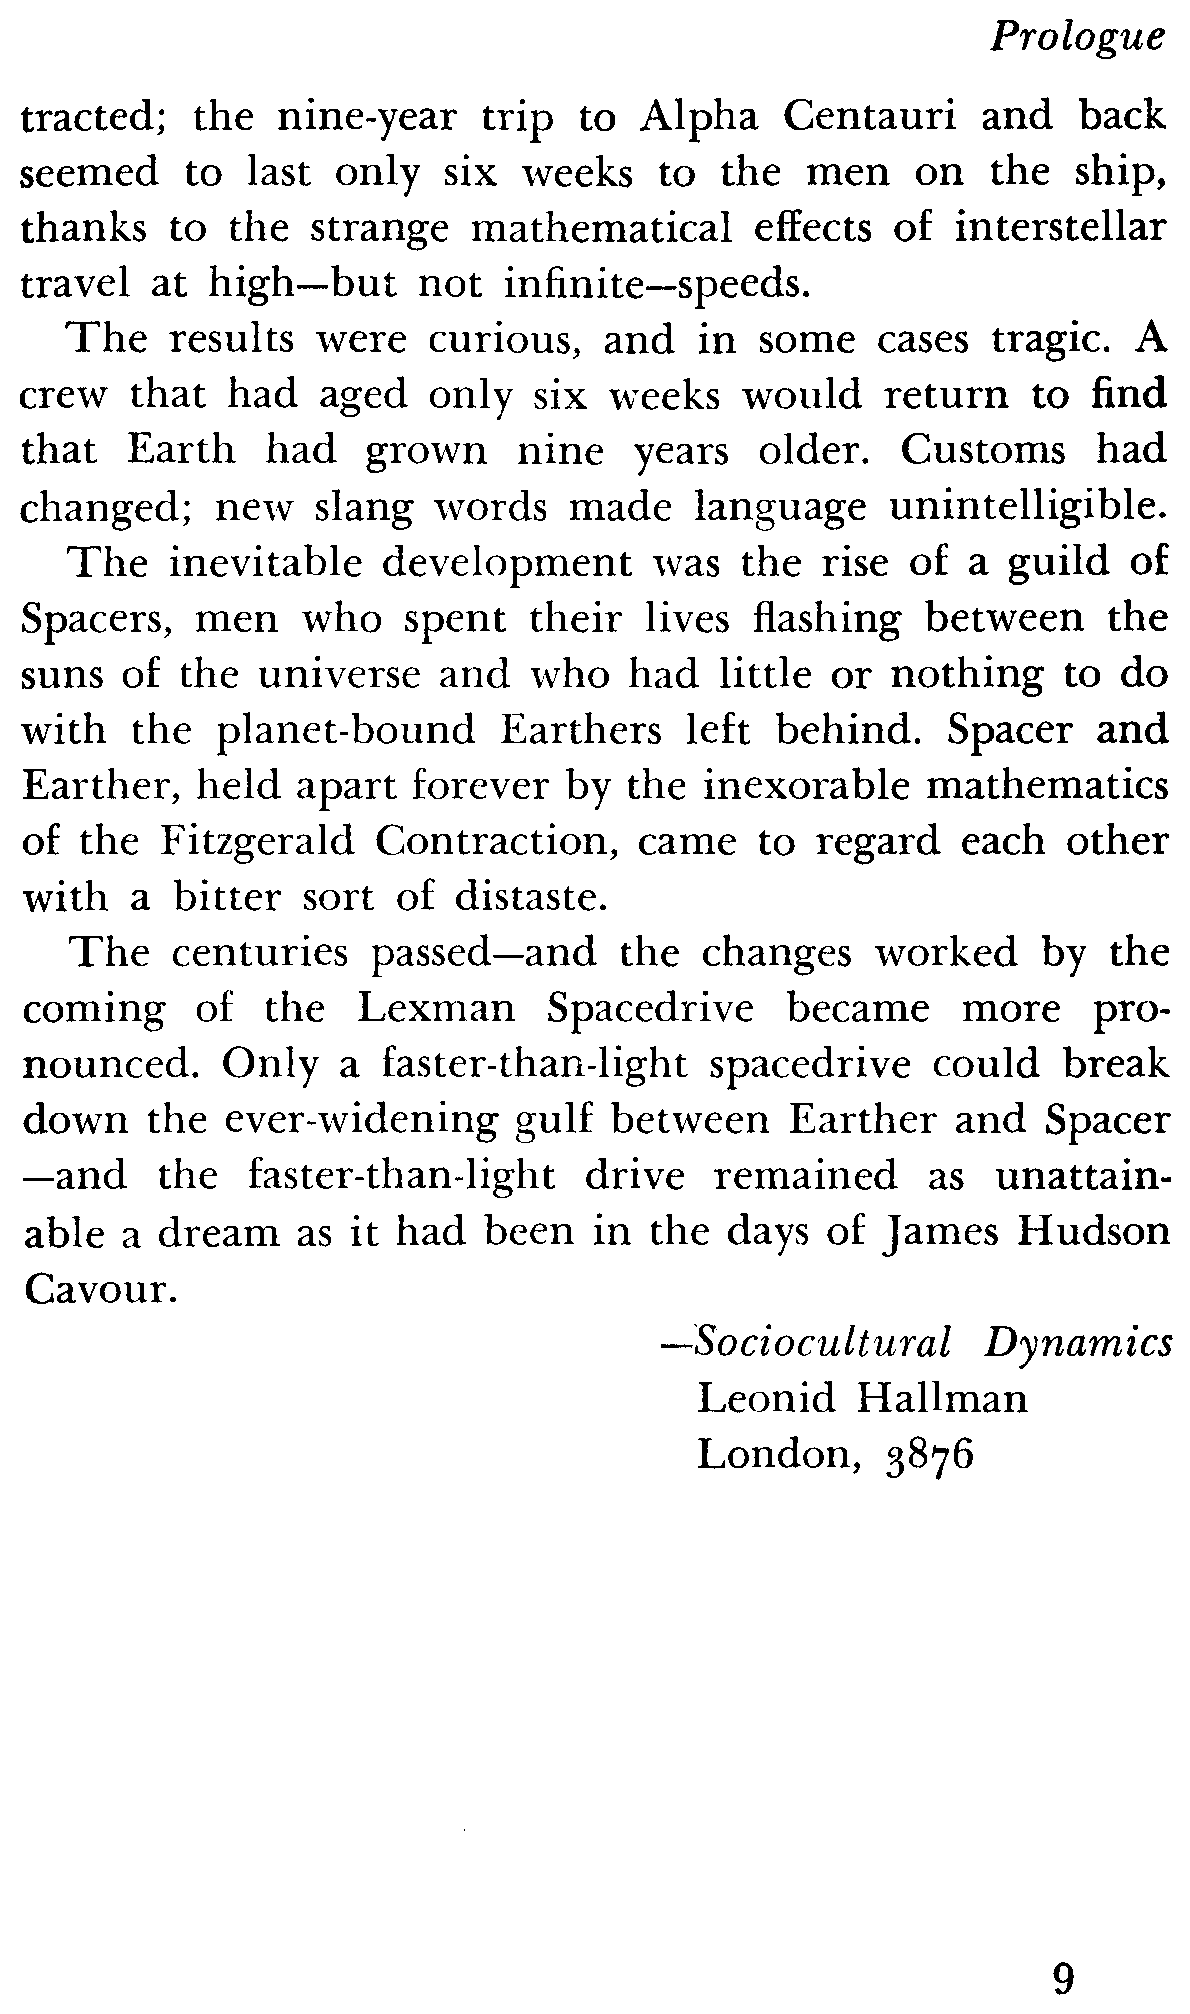 Prologue
tracted; the nine-year trip to Alpha Centauri and back
seemed to last only six weeks to the men on the ship,
thanks to the strange mathematical effects of interstellar
travel at high—but not infinite—speeds.
The results were curious, and in some cases tragic. A
crew that had aged only six weeks would return to find
that Earth had grown nine years older. Customs had
changed; new slang words made language unintelligible.
The inevitable development was the rise of a guild of
Spacers, men who spent their lives flashing between the
suns of the universe and who had little or nothing to do
with the planet-bound Earthers left behind. Spacer and
Earther, held apart forever by the inexorable mathematics
of the Fitzgerald Contraction, came to regard each other
with a bitter sort of distaste.
The centuries passed—and the changes worked by the
coming of the Lexman Spacedrive became more pro-
nounced. Only a faster-than-light spacedrive could break
down the ever-widening gulf between Earther and Spacer
—and the faster-than-light drive remained as unattain-
able a dream as it had been in the days of James Hudson
Cavour.
—Sociocultural Dynamics
Leonid Hallman
London, 3876
9